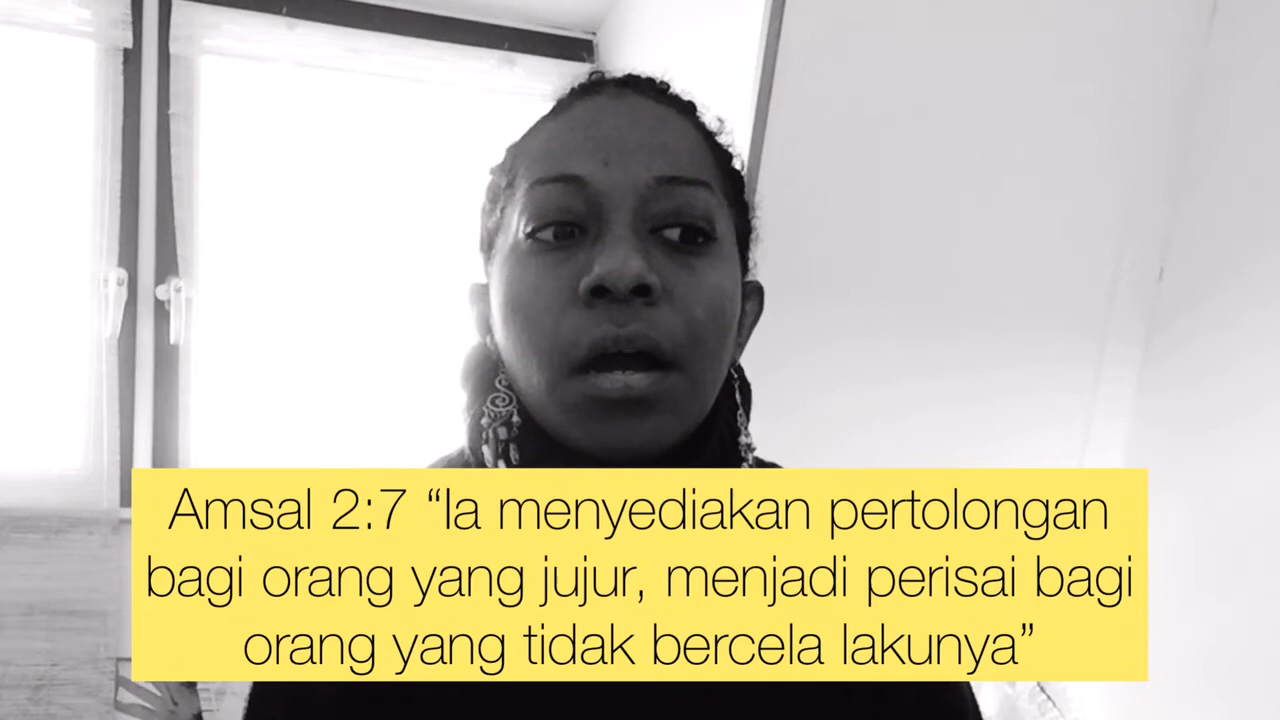 Amsal 2:7 “Ia menyediakan pertolongan
bagi orang yang jujur, menjadi perisai bagi
orang yang tidak bercela lakunya”